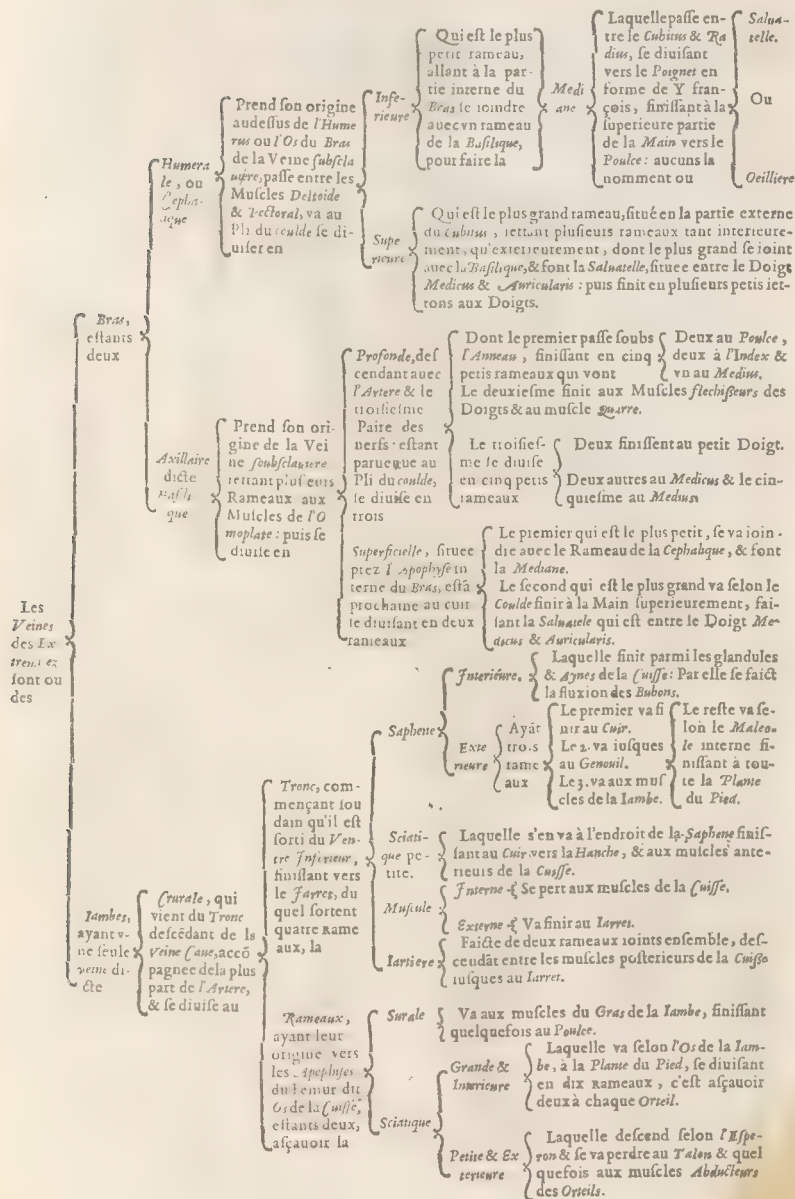 Les
Veines
des Ex
tremitez
sont ou
des
Bras,
estants
deux
Humera
le, ou
Cepha-
lique
Prend son origine
audessus de l'Hume
rus ou l'Os du Bras
de la Veine subscla
uiere, passe entre les
Muscles Deltoide
& Pectoral, va au
Pli du coulde se di-
uiser en
Infe-
rieure
Qui est le plus
petit rameau,
allant à la par-
tie interne du
Bras se ioindre
auec vn rameau
de la Basilique,
pour faire la
Medi
ane
Laquelle passe en-
tre le Cubitus & Ra
dius, se diuisant
vers le Poignet en
forme de Y fran-
çois, finissant à la
superieure partie
de la Main vers le
Poulce: aucuns la
nomment ou
Salua-
telle.
Ou
Oeilliere
Supe
rieure
Qui est le plus grand rameau, situé en la partie externe
du Cubitus, iettant plusieurs rameaux tant interieure-
ment, qu'exterieurement, dont le plus grand se ioint
auec la Basilique, & font la Saluatelle, situee entre le Doigt
Medicus & Auricularis: puis finit en plusieurs petis iet-
tons aux Doigts.
Axillaire
dicte
Basili
que
Prend son ori-
gine de la Vei
ne soubsclauiere
iettant plusieurs
Rameaux aux
Muscles de l'O
moplate: puis se
diuise en
Profonde, des
cendant auec
l'Artere & le
troisiesme
Paire des
nerfs: estant
paruenue au
Pli du coulde,
se diuise en
trois
Dont le premier passe soubs
l'Anneau, finissant en cinq
petis rameaux qui vont
Deux au Poulce,
deux à l'Index &
vn au Medius.
Le deuxiesme finit aux Muscles flechisseurs des
Doigts & au muscle Quarre.
Le troisies-
me se diuise
en cinq petis
rameaux
Deux finissent au petit Doigt.
Deux autres au Medicus & le cin-
quiesme au Medius
Superficielle, situee
prez l'Apophyse in
terne du Bras, està
prochaine au cuir
se diuisant en deux
rameaux
Le premier qui est le plus petit, se va ioin-
dre auec le Rameau de la Cephalique, & font
la Mediane.
Le second qui est le plus grand va selon le
Coulde finir à la Main superieurement, fai-
sant la Saluatele qui est entre le Doigt Me-
dicus & Auricularis.
Iambes,
ayant v-
ne seule
veine di-
cte
Crurale, qui
vient du Tronc
descédant de la
Veine Caue, accō
pagnee de la plus
part de l'Artere,
& se diuise au
Tronc, com-
mençant sou
dain qu'il est
sorti du Ven-
tre Inferieur,
finissant vers
le Jarret, du
quel sortent
quatre Rame
aux, la
Saphene
Interieure.
Laquelle finit parmi les glandules
& Aynes de la Cuisse: Par elle se faict
la fluxion des Bubons.
Exte
rieure
Ayāt
trois
rame
aux
Le premier va fi
nir au Cuir.
Le 2. va iusques
au Genouil.
Le 3. va aux mus
cles de la Iambe.
Le reste va se-
lon le Maleo-
le interne fi-
nissant à tou-
te la Plante
du Pied.
Sciati-
que pe-
tite.
Laquelle s'en va à l'endroit de la Saphene finis-
sant au Cuir vers la Hanche, & aux muscles ante-
rieurs de la Cuisse.
Muscule
Interne Se pert aux muscles de la Cuisse.
Externe Va finir au Iarret.
Iartiere
Faicte de deux rameaux ioints ensemble, des-
cendāt entre les muscles posterieurs de la Cuisse
iusques au Iarret.
Rameaux,
ayant leur
origine vers
les Apophises
du Femur dit
Os de la Cuisse,
estants deux,
asçauoir la
Surale
Va aux muscles du Gras de la Iambe, finissant
quelquefois au Poulce.
Sciatique
Grande &
Interieure
Laquelle va selon l'Os de la Iam-
be, à la Plante du Pied, se diuisant
en dix Rameaux, c'est asçauoir
deux à chaque Orteil.
Petite & Ex
terieure
Laquelle descend selon l'Espe-
ron & se va perdre au Talon & quel
quefois aux muscles Abducteurs
des Orteils.